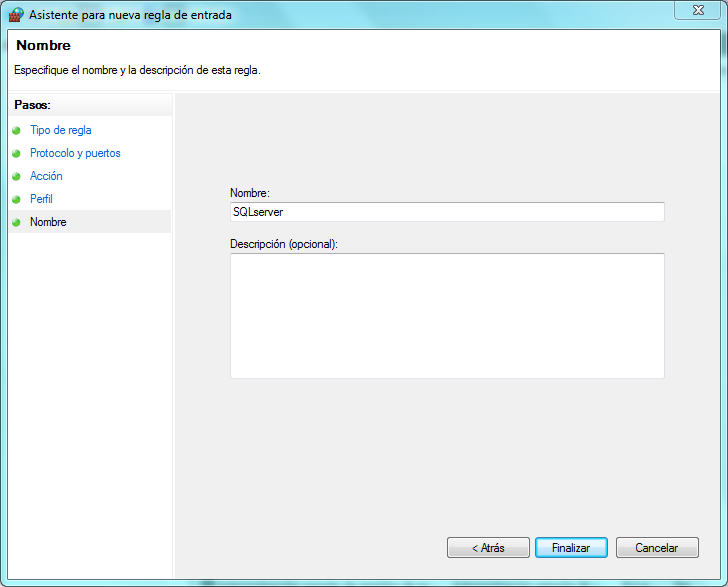 Asistente para nueva regla de entrada
Nombre
Especifique el nombre y la descripción de esta regla.
Pasos:
Tipo de regla
Protocolo y puertos
Acción
Perfil
Nombre
Nombre:
SQLserver
Descripción (opcional):
< Atrás
Finalizar
Cancelar